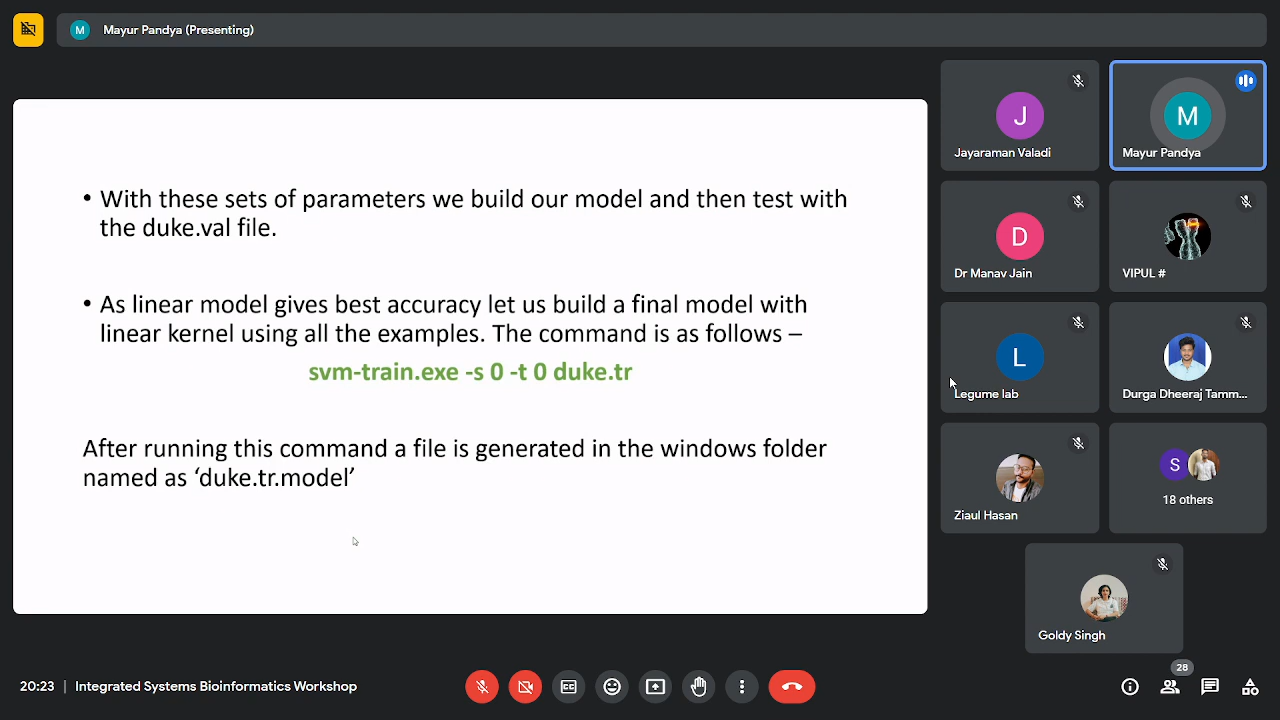 M Mayur Pandya (Presenting)
• With these sets of parameters we build our model and then test with
the duke.val file.
• As linear model gives best accuracy let us build a final model with
linear kernel using all the examples. The command is as follows –
svm-train.exe -s 0 -t 0 duke.tr
After running this command a file is generated in the windows folder
named as ‘duke.tr.model’
J
Jayaraman Valadi
M
Mayur Pandya
D
Dr Manav Jain
VIPUL #
L
Legume lab
Durga Dheeraj Tamm...
Ziaul Hasan
S
18 others
Goldy Singh
20:23 | Integrated Systems Bioinformatics Workshop
28